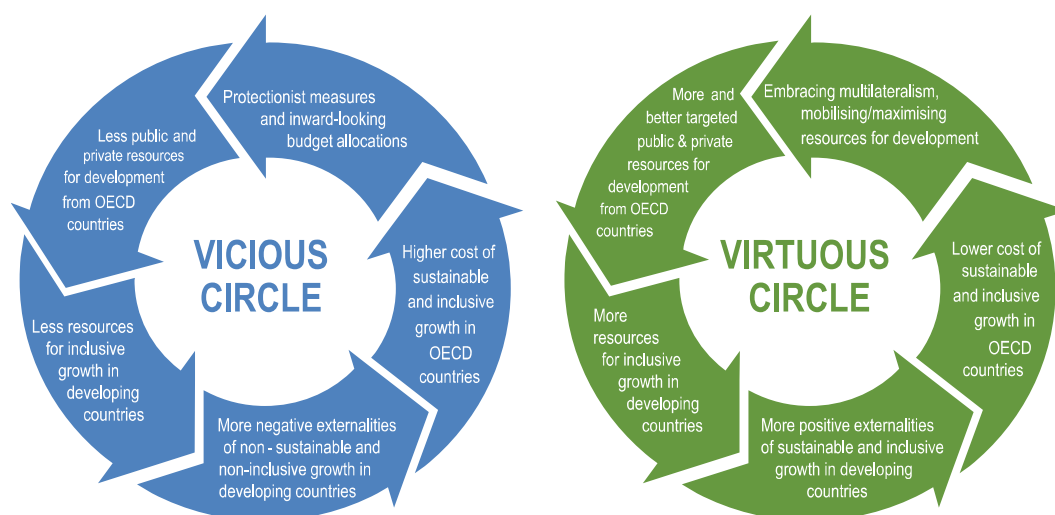 Protectionist measures
and inward-looking
budget allocations
Less public and
private resources
for development
from OECD
countries
Less resources
for inclusive
growth in
developing
countries
More negative externalities
of non - sustainable and
non-inclusive growth in
developing countries
Higher cost of
sustainable
and inclusive
growth in
OECD
countries
VICIOUS
CIRCLE
Embracing multilateralism,
mobilising/maximising
resources for development
More and
better targeted
public & private
resources for
development
from OECD
countries
More
resources
for inclusive
growth in
developing
countries
More positive externalities
of sustainable and inclusive
growth in developing
countries
Lower cost of
sustainable
and inclusive
growth in
OECD
countries
VIRTUOUS
CIRCLE